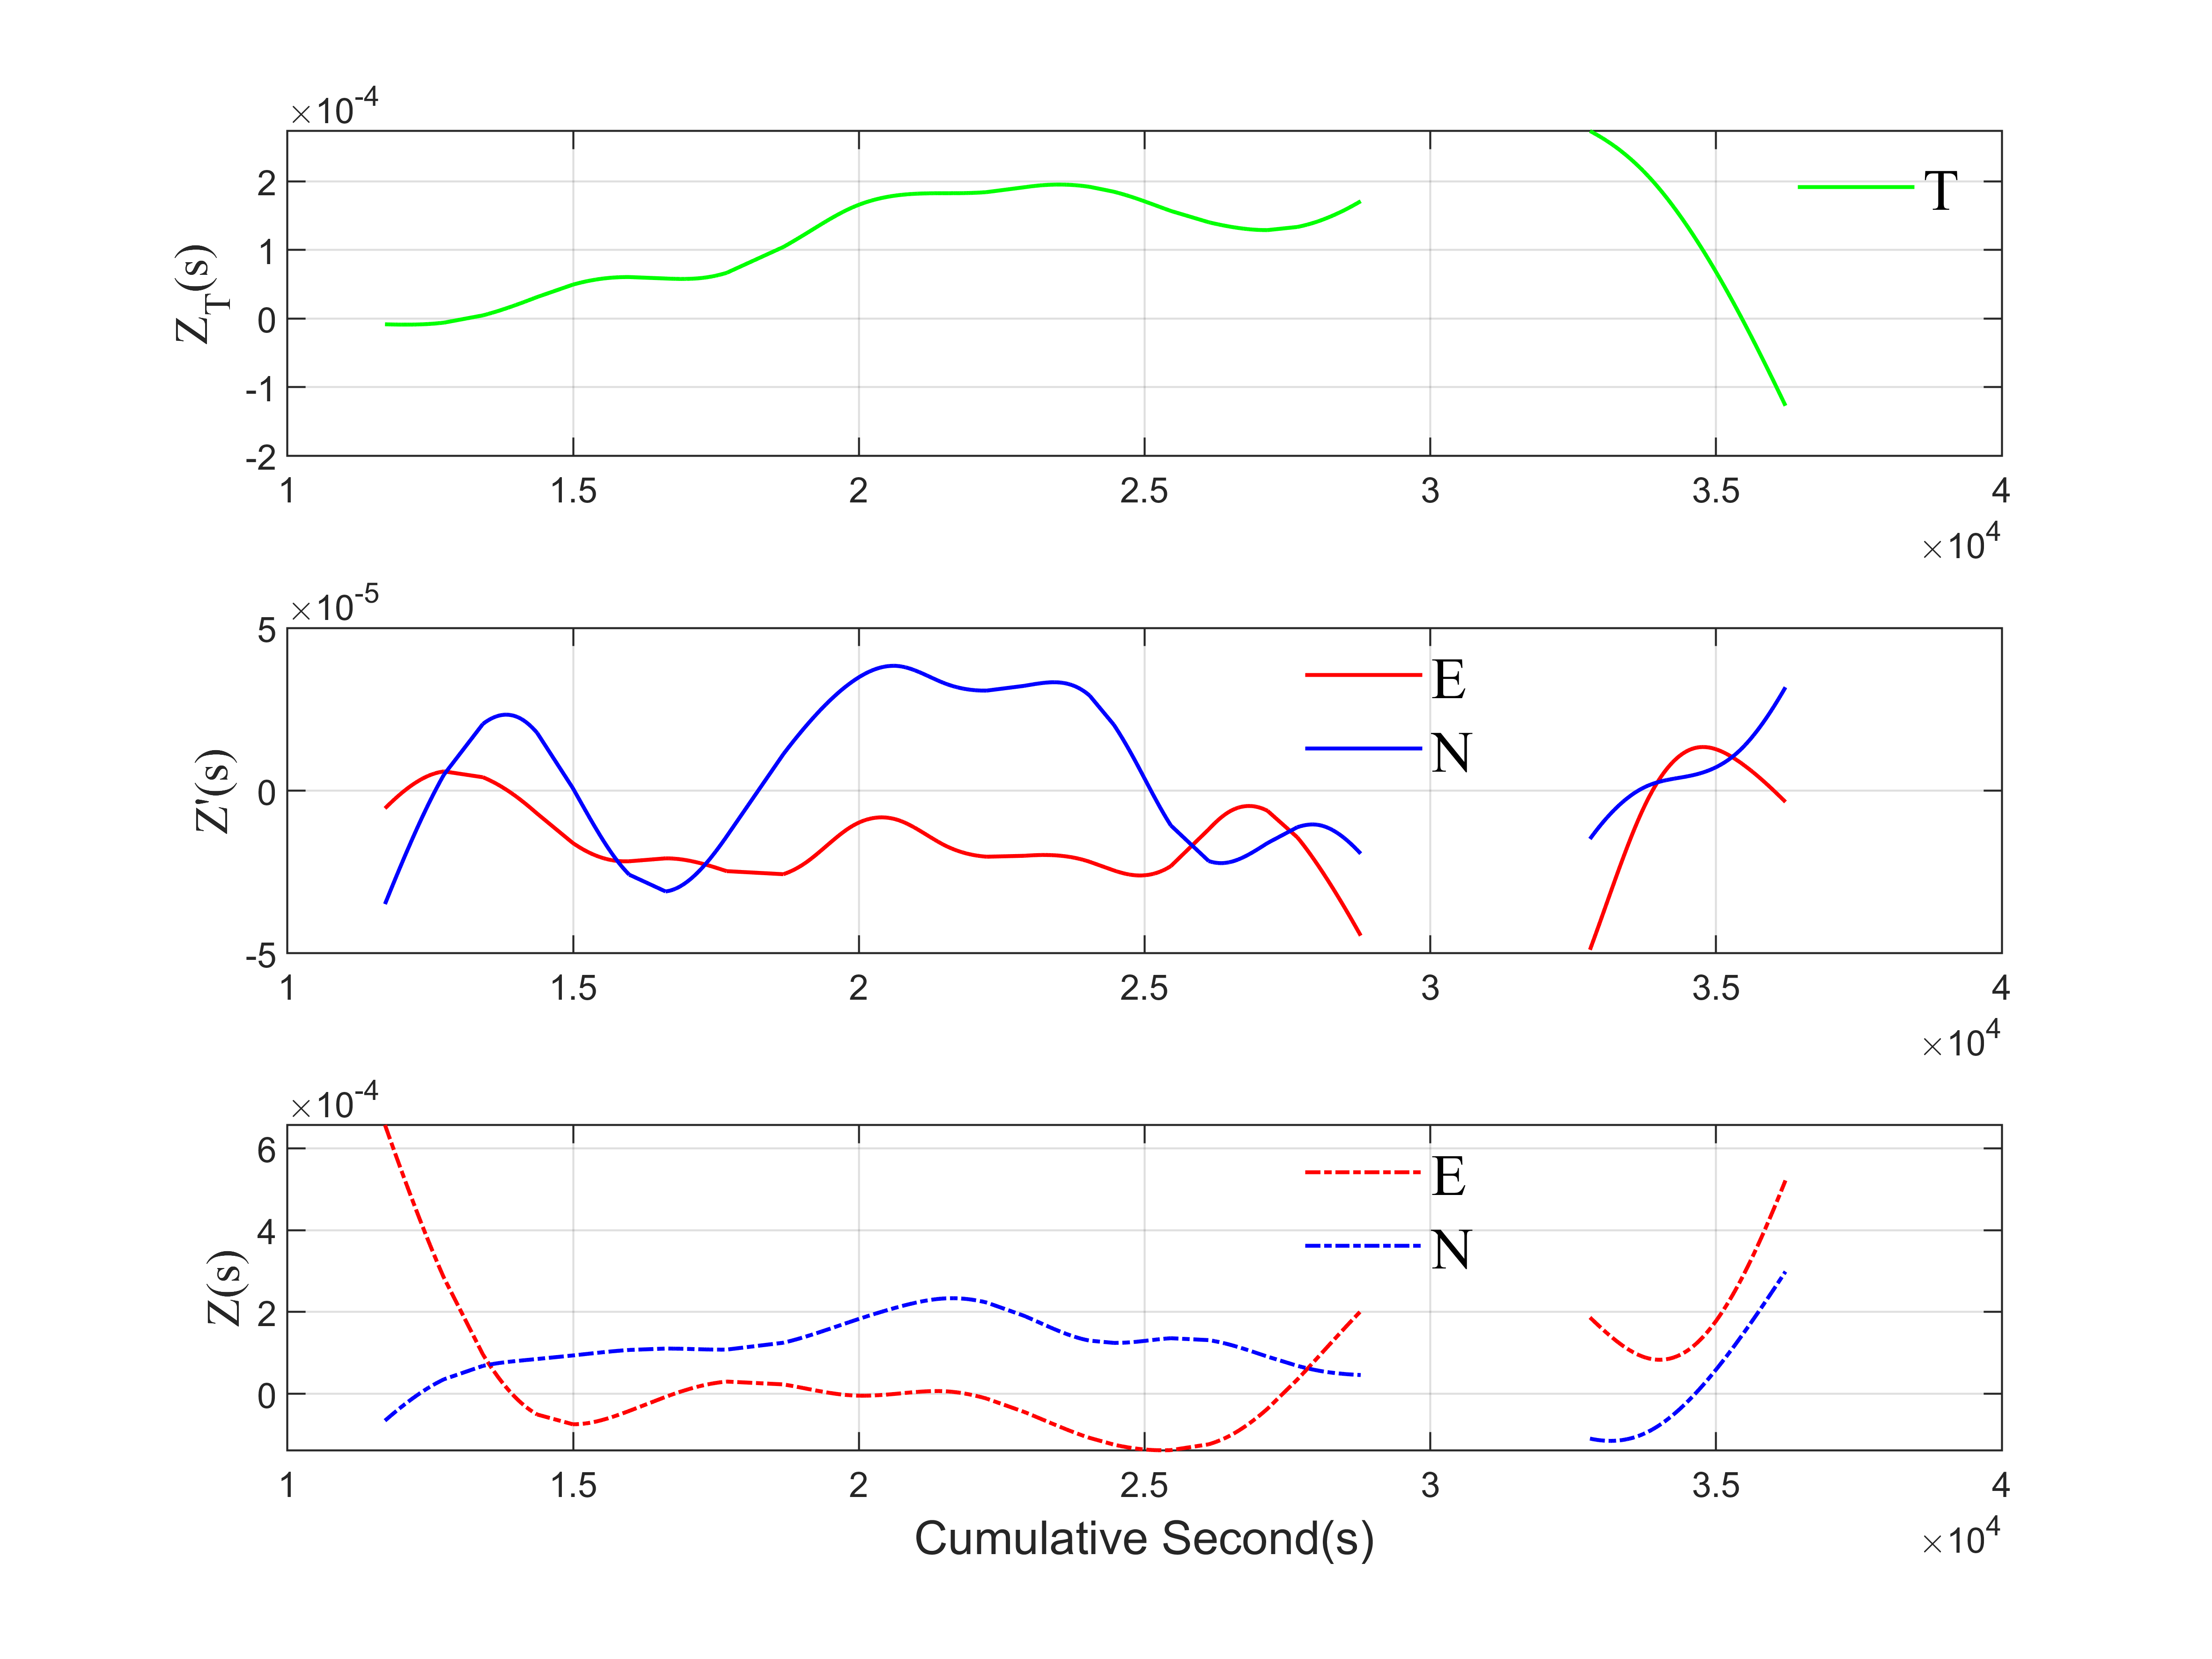 ×10-4
2
1
0
-1
-2
Z_T(s)
T
1 1.5 2 2.5 3 3.5 4
×10^4
×10^-5
5
0
-5
Z'(s)
E
N
1 1.5 2 2.5 3 3.5 4
×10^4
×10^-4
6
4
2
0
Z(s)
E
N
1 1.5 2 2.5 3 3.5 4
Cumulative Second(s)
×10^4